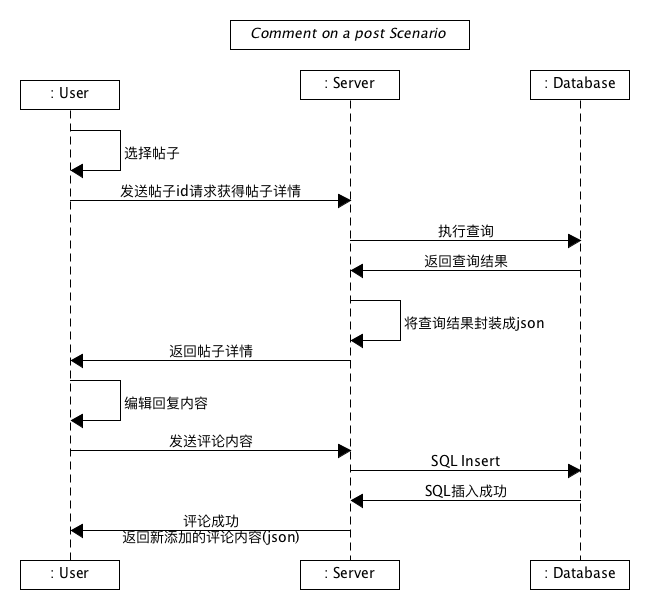 Comment on a post Scenario
: User
: Server
: Database
选择帖子
发送帖子id请求获得帖子详情
执行查询
返回查询结果
将查询结果封装成json
返回帖子详情
编辑回复内容
发送评论内容
SQL Insert
SQL插入成功
评论成功
返回新添加的评论内容(json)
: User
: Server
: Database